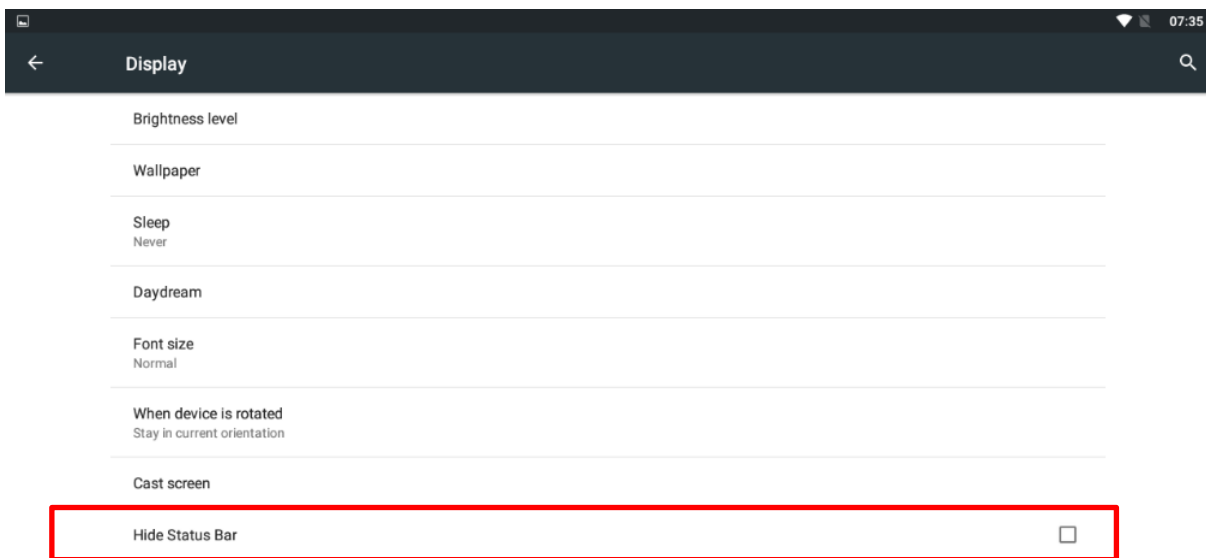 07:35
Display
Brightness level
Wallpaper
Sleep
Never
Daydream
Font size
Normal
When device is rotated
Stay in current orientation
Cast screen
Hide Status Bar